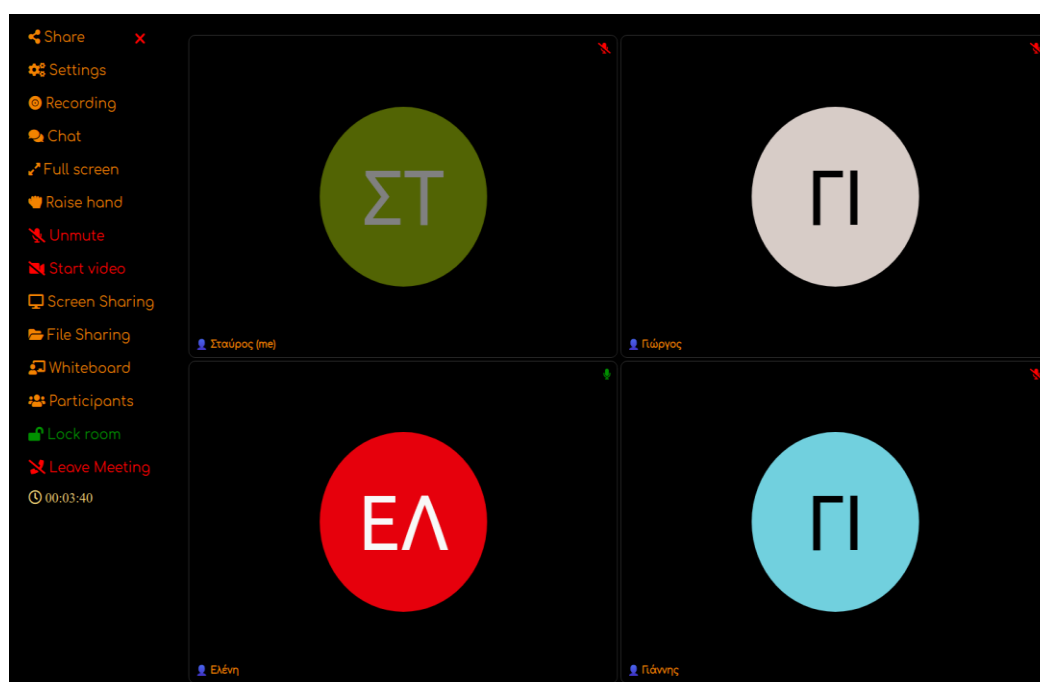 Share
Settings
Recording
Chat
Full screen
Raise hand
Unmute
Start video
Screen Sharing
File Sharing
Whiteboard
Participants
Lock room
Leave Meeting
00:03:40
ΣΤ
Σταύρος (me)
ΓΙ
Γιώργος
ΕΛ
Ελένη
ΓΙ
Γιάννης